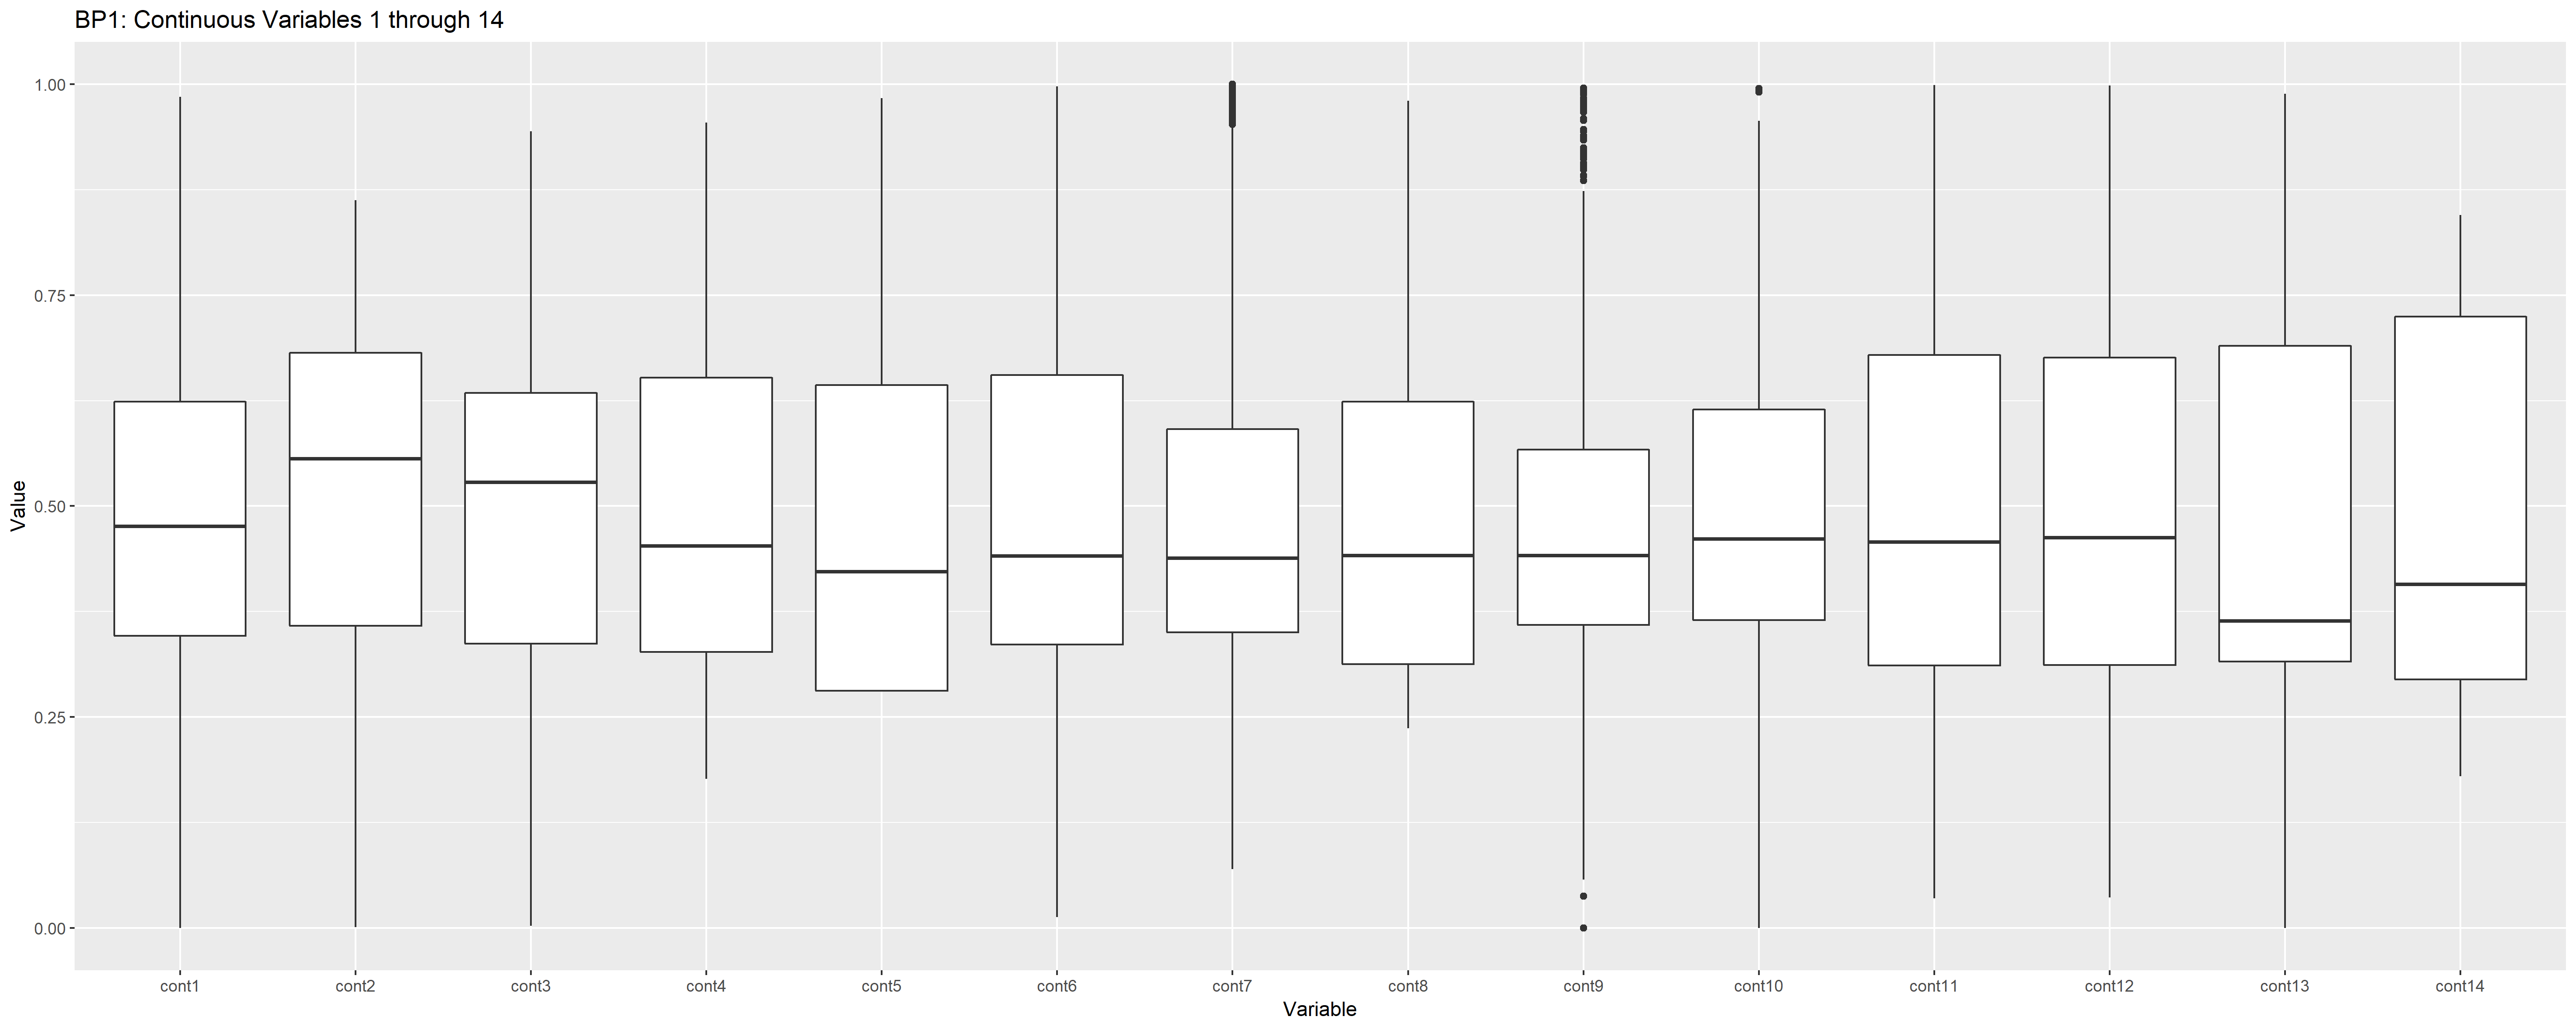 BP1: Continuous Variables 1 through 14
1.00
0.75
0.50
0.25
0.00
Value
cont1 cont2 cont3 cont4 cont5 cont6 cont7 cont8 cont9 cont10 cont11 cont12 cont13 cont14
Variable